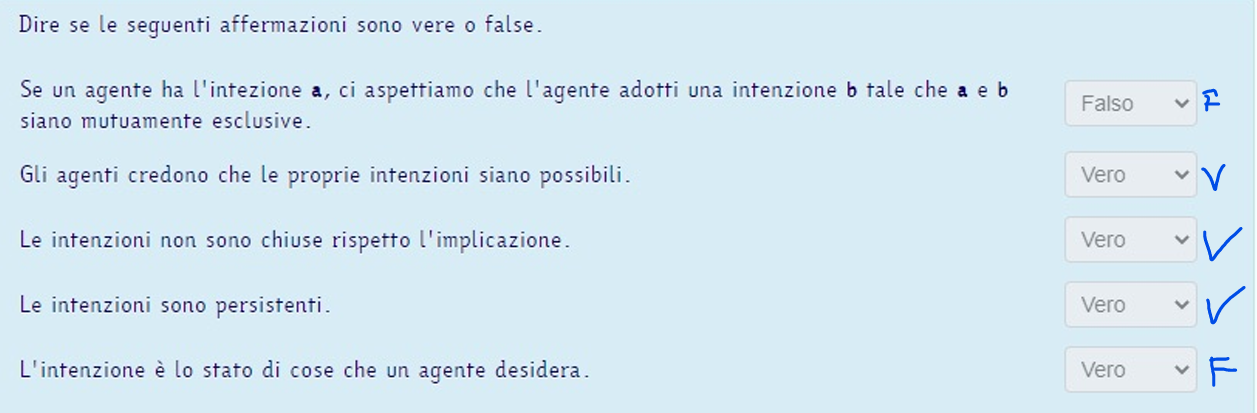 Dire se le seguenti affermazioni sono vere o false.
Se un agente ha l'intezione a, ci aspettiamo che l'agente adotti una intenzione b tale che a e b
siano mutuamente esclusive.
Falso F
Gli agenti credono che le proprie intenzioni siano possibili.
Vero V
Le intenzioni non sono chiuse rispetto l'implicazione.
Vero V
Le intenzioni sono persistenti.
Vero V
L'intenzione è lo stato di cose che un agente desidera.
Vero F